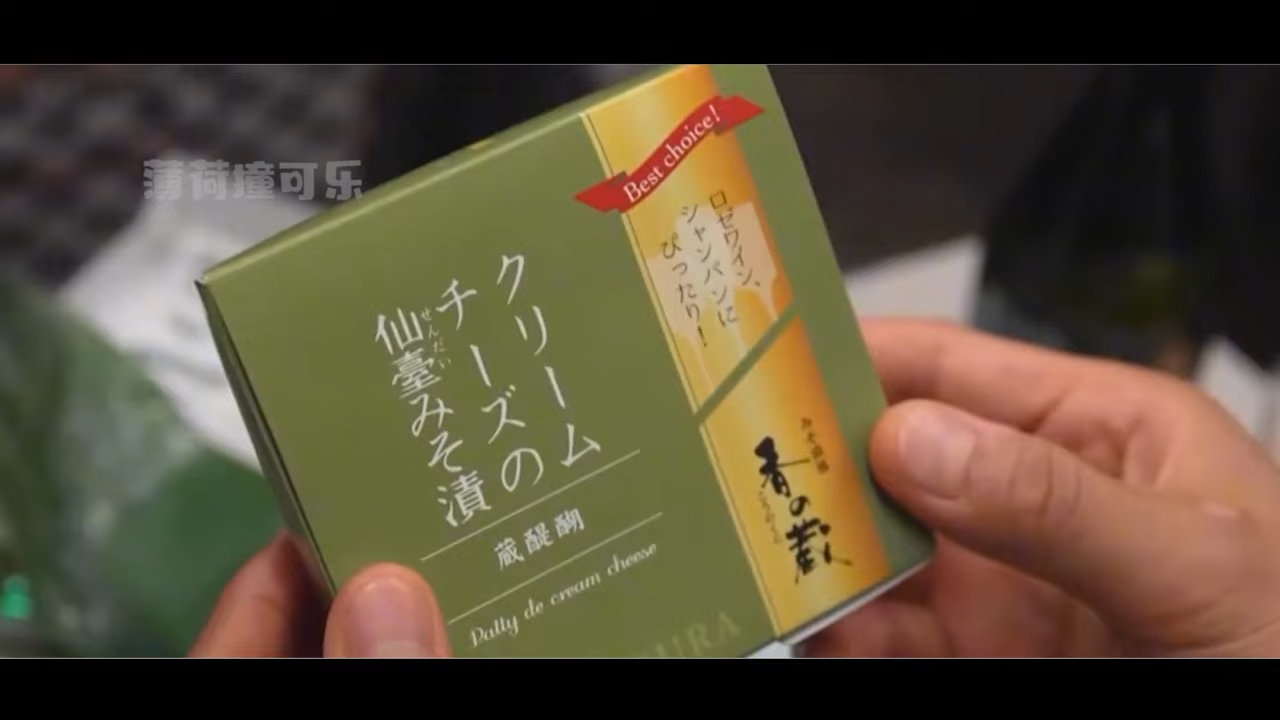 薄荷撞可乐
Best choice!
ロゼワイン、
シャンパンに
ぴったり!
クリーム
チーズの
仙臺みそ漬
せんだい
蔵醍醐
Patty de cream cheese
香の蔵